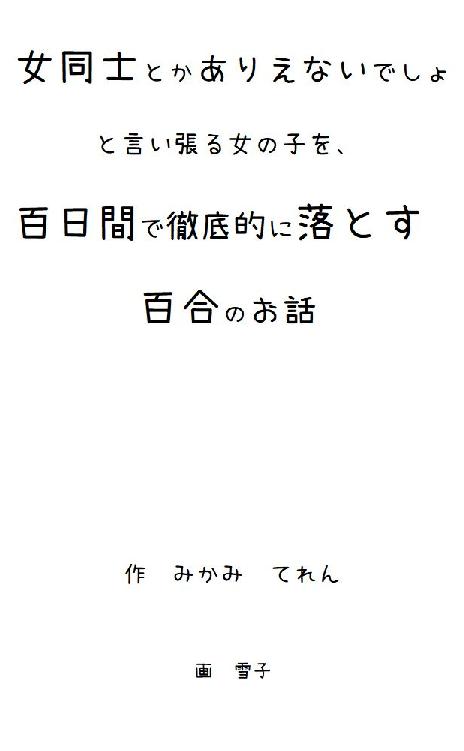 女同士とかありえないでしょ
と言い張る女の子を、
百日間で徹底的に落とす
百合のお話
作　みかみ　てれん
画　雪子